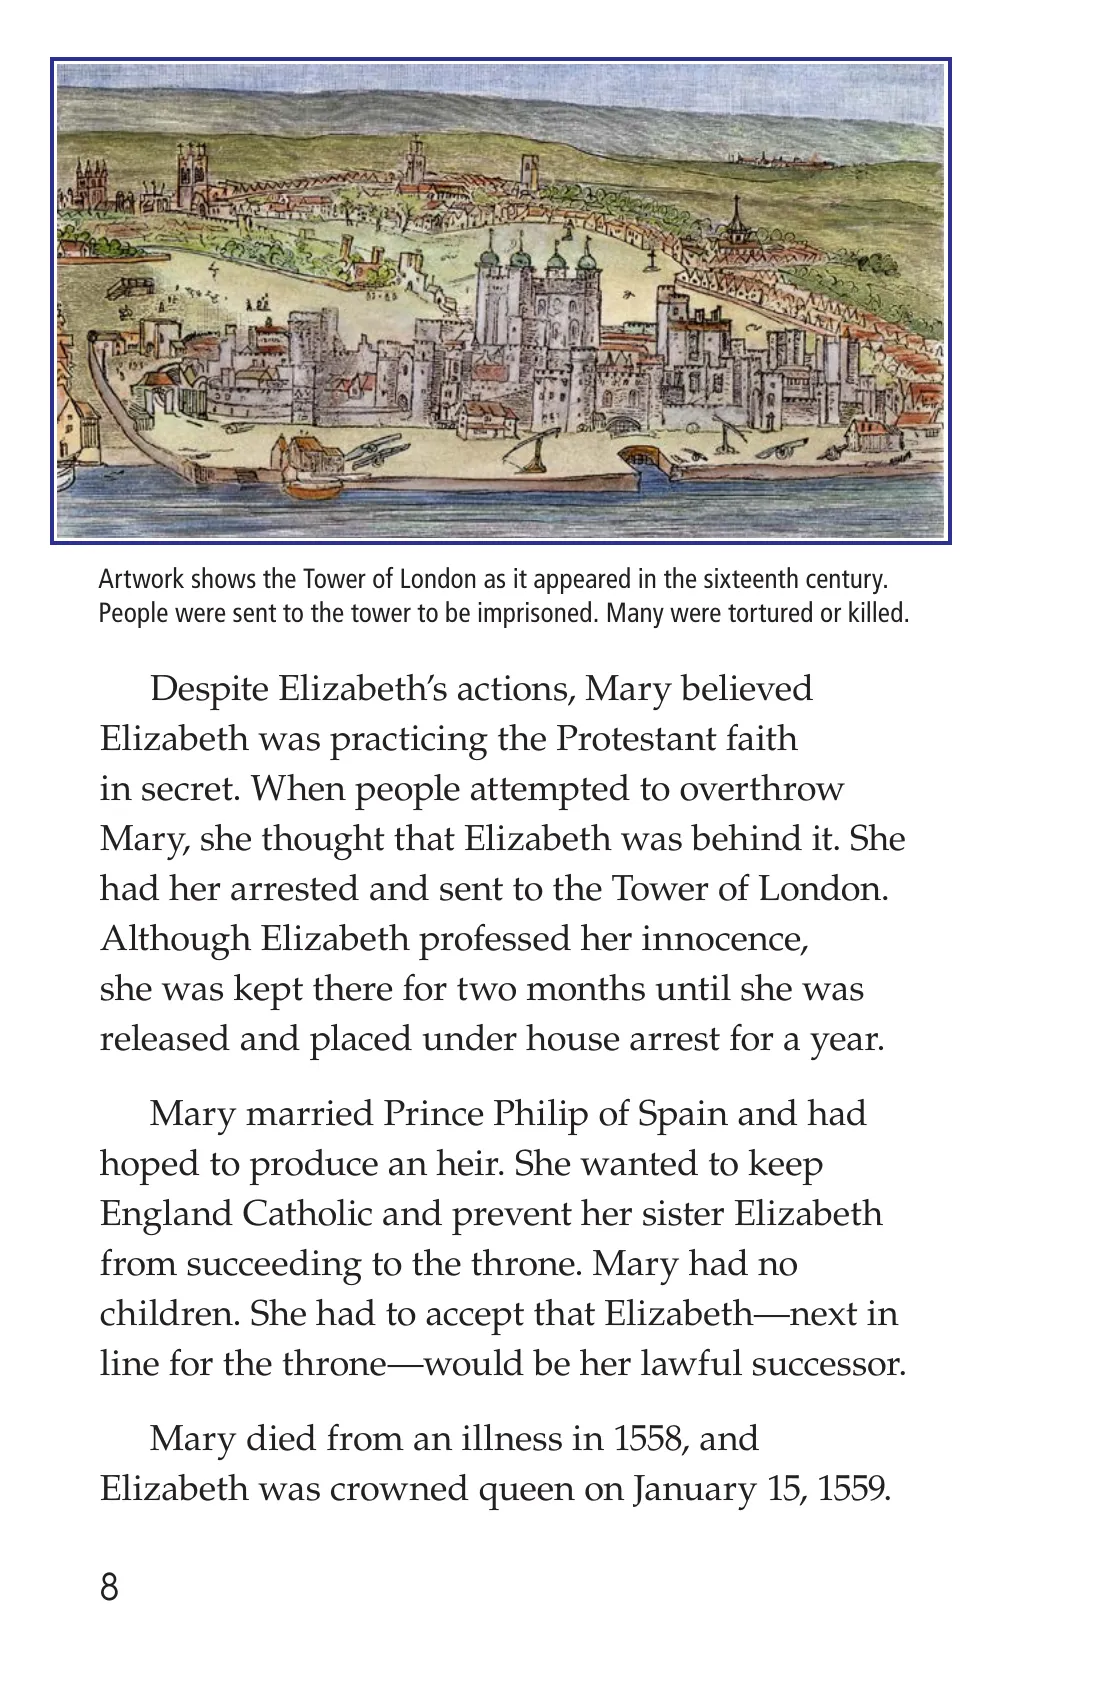 Artwork shows the Tower of London as it appeared in the sixteenth century.
People were sent to the tower to be imprisoned. Many were tortured or killed.
Despite Elizabeth’s actions, Mary believed
Elizabeth was practicing the Protestant faith
in secret. When people attempted to overthrow
Mary, she thought that Elizabeth was behind it. She
had her arrested and sent to the Tower of London.
Although Elizabeth professed her innocence,
she was kept there for two months until she was
released and placed under house arrest for a year.
Mary married Prince Philip of Spain and had
hoped to produce an heir. She wanted to keep
England Catholic and prevent her sister Elizabeth
from succeeding to the throne. Mary had no
children. She had to accept that Elizabeth—next in
line for the throne—would be her lawful successor.
Mary died from an illness in 1558, and
Elizabeth was crowned queen on January 15, 1559.
8